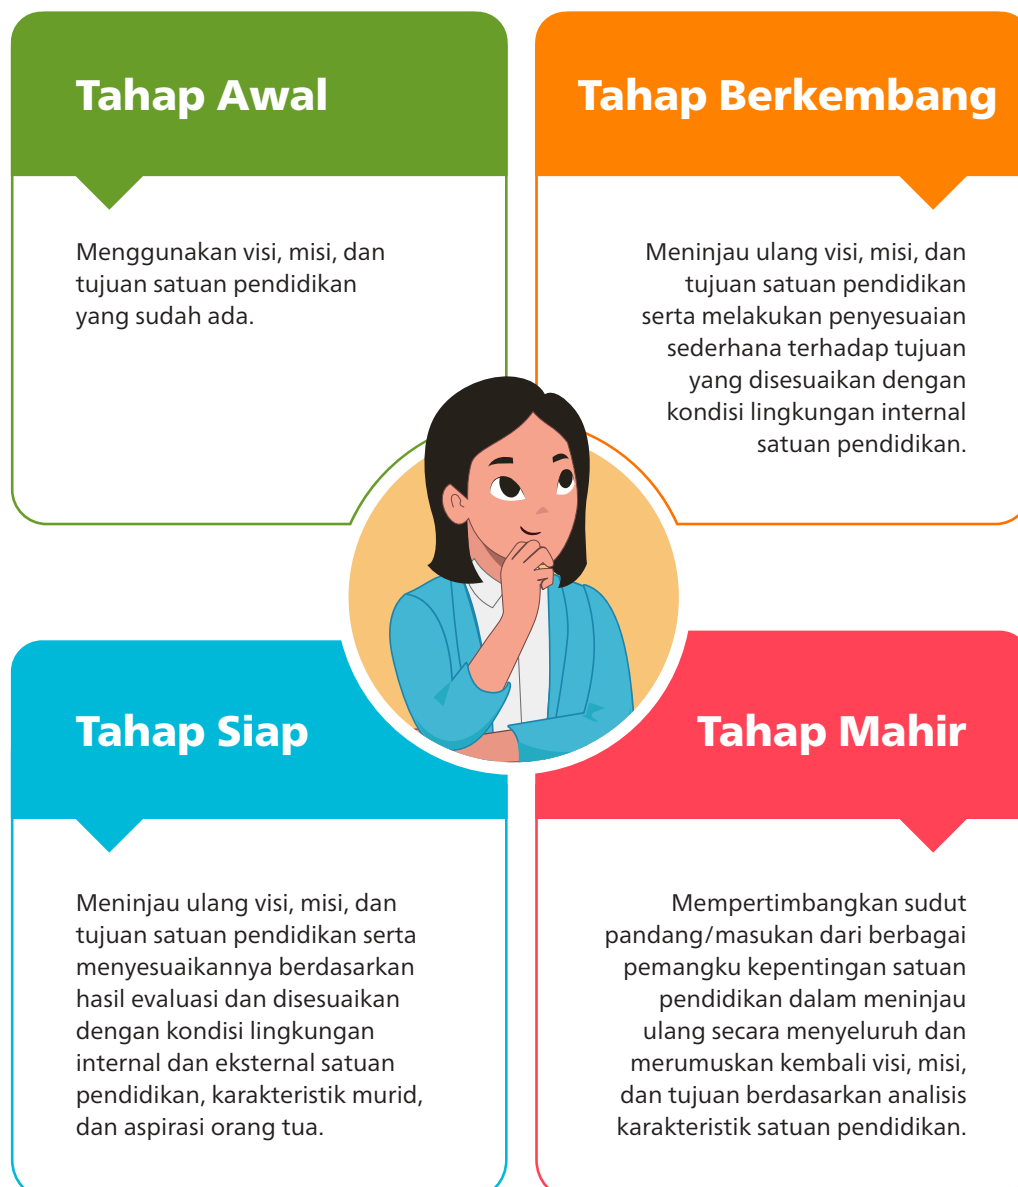 Tahap Awal
Menggunakan visi, misi, dan
tujuan satuan pendidikan
yang sudah ada.
Tahap Berkembang
Meninjau ulang visi, misi, dan
tujuan satuan pendidikan
serta melakukan penyesuaian
sederhana terhadap tujuan
yang disesuaikan dengan
kondisi lingkungan internal
satuan pendidikan.
Tahap Siap
Meninjau ulang visi, misi, dan
tujuan satuan pendidikan serta
menyesuaikannya berdasarkan
hasil evaluasi dan disesuaikan
dengan kondisi lingkungan
internal dan eksternal satuan
pendidikan, karakteristik murid,
dan aspirasi orang tua.
Tahap Mahir
Mempertimbangkan sudut
pandang/masukan dari berbagai
pemangku kepentingan satuan
pendidikan dalam meninjau
ulang secara menyeluruh dan
merumuskan kembali visi, misi,
dan tujuan berdasarkan analisis
karakteristik satuan pendidikan.